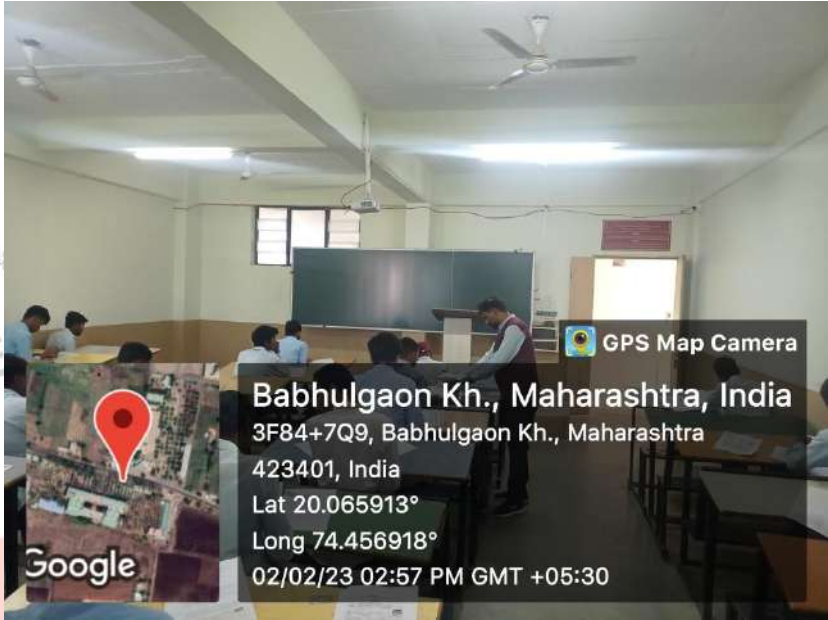 GPS Map Camera
Babhulgaon Kh., Maharashtra, India
3F84+7Q9, Babhulgaon Kh., Maharashtra
423401, India
Lat 20.065913°
Long 74.456918°
02/02/23 02:57 PM GMT +05:30
Google